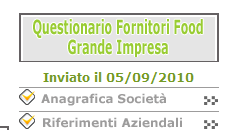 Questionario Fornitori Food
Grande Impresa
Inviato il 05/09/2010
Anagrafica Società
Riferimenti Aziendali